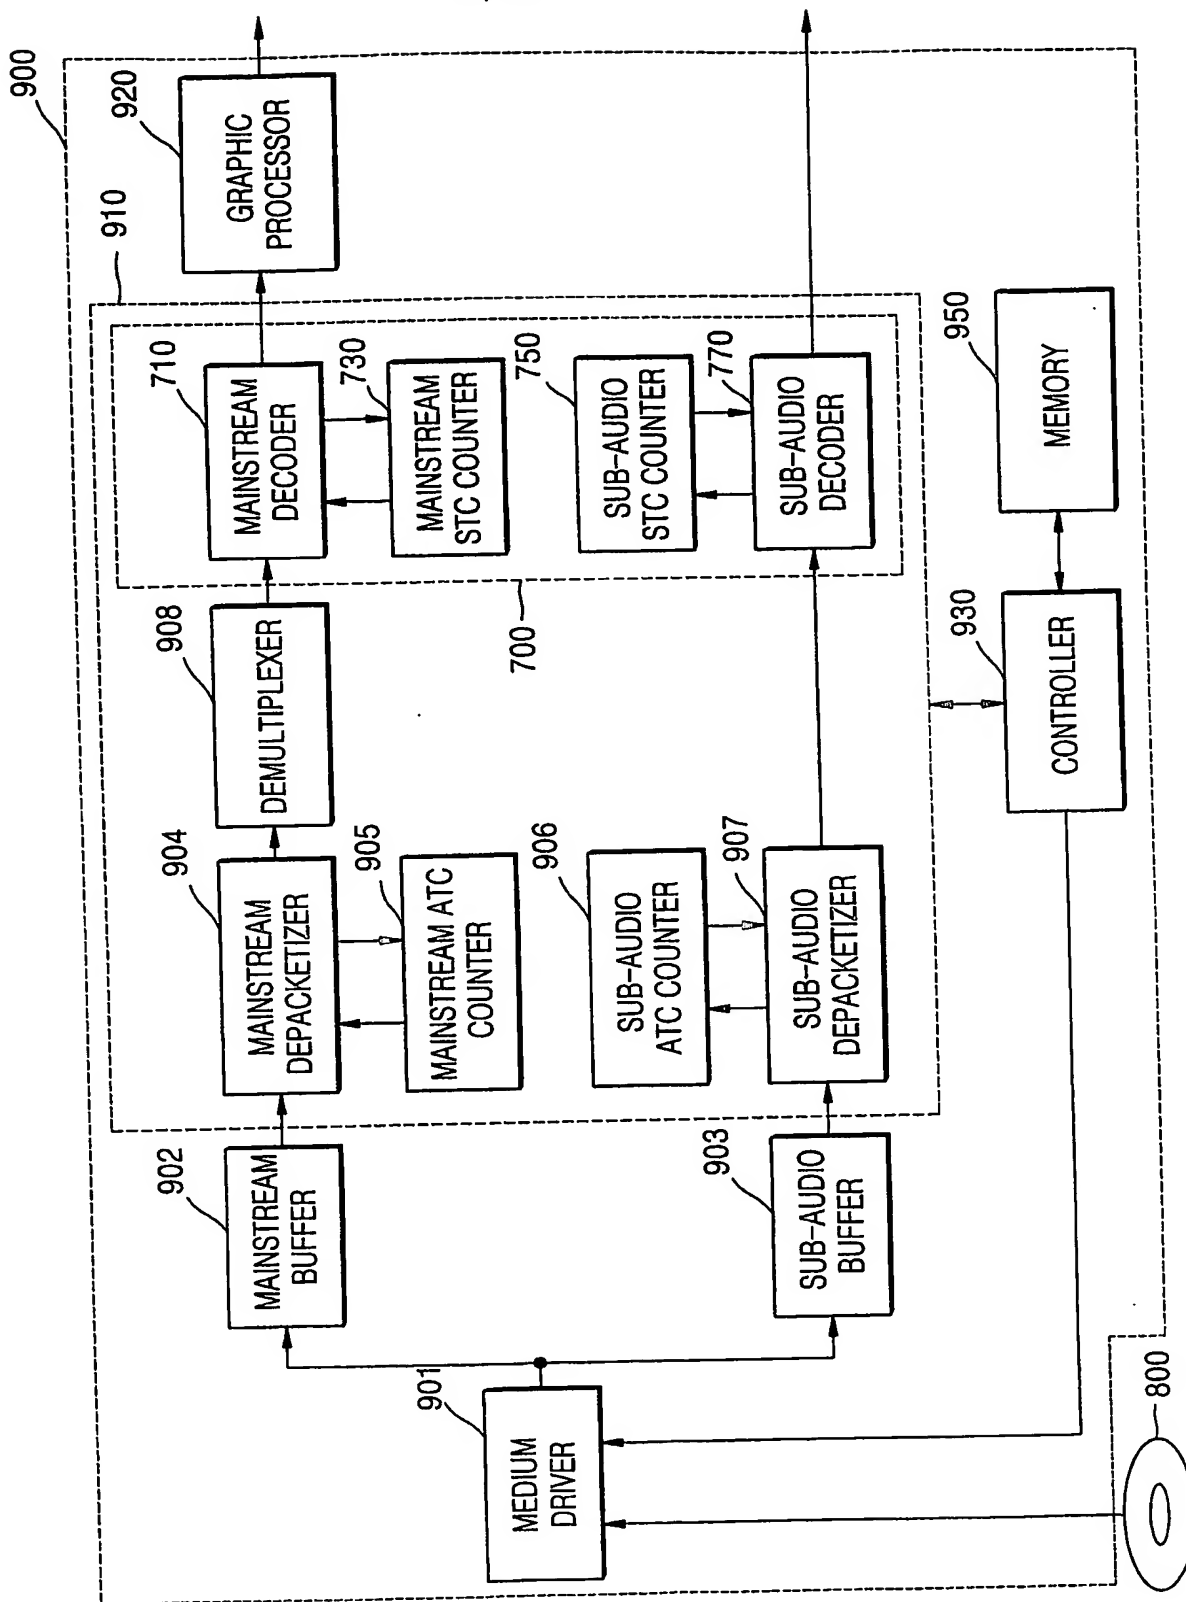 900
920
GRAPHIC
PROCESSOR
910
710
MAINSTREAM
DECODER
730
MAINSTREAM
STC COUNTER
750
SUB-AUDIO
STC COUNTER
770
SUB-AUDIO
DECODER
700
908
DEMULTIPLEXER
904
MAINSTREAM
DEPACKETIZER
905
MAINSTREAM ATC
COUNTER
906
SUB-AUDIO
ATC COUNTER
907
SUB-AUDIO
DEPACKETIZER
950
MEMORY
930
CONTROLLER
902
MAINSTREAM
BUFFER
903
SUB-AUDIO
BUFFER
901
MEDIUM
DRIVER
800